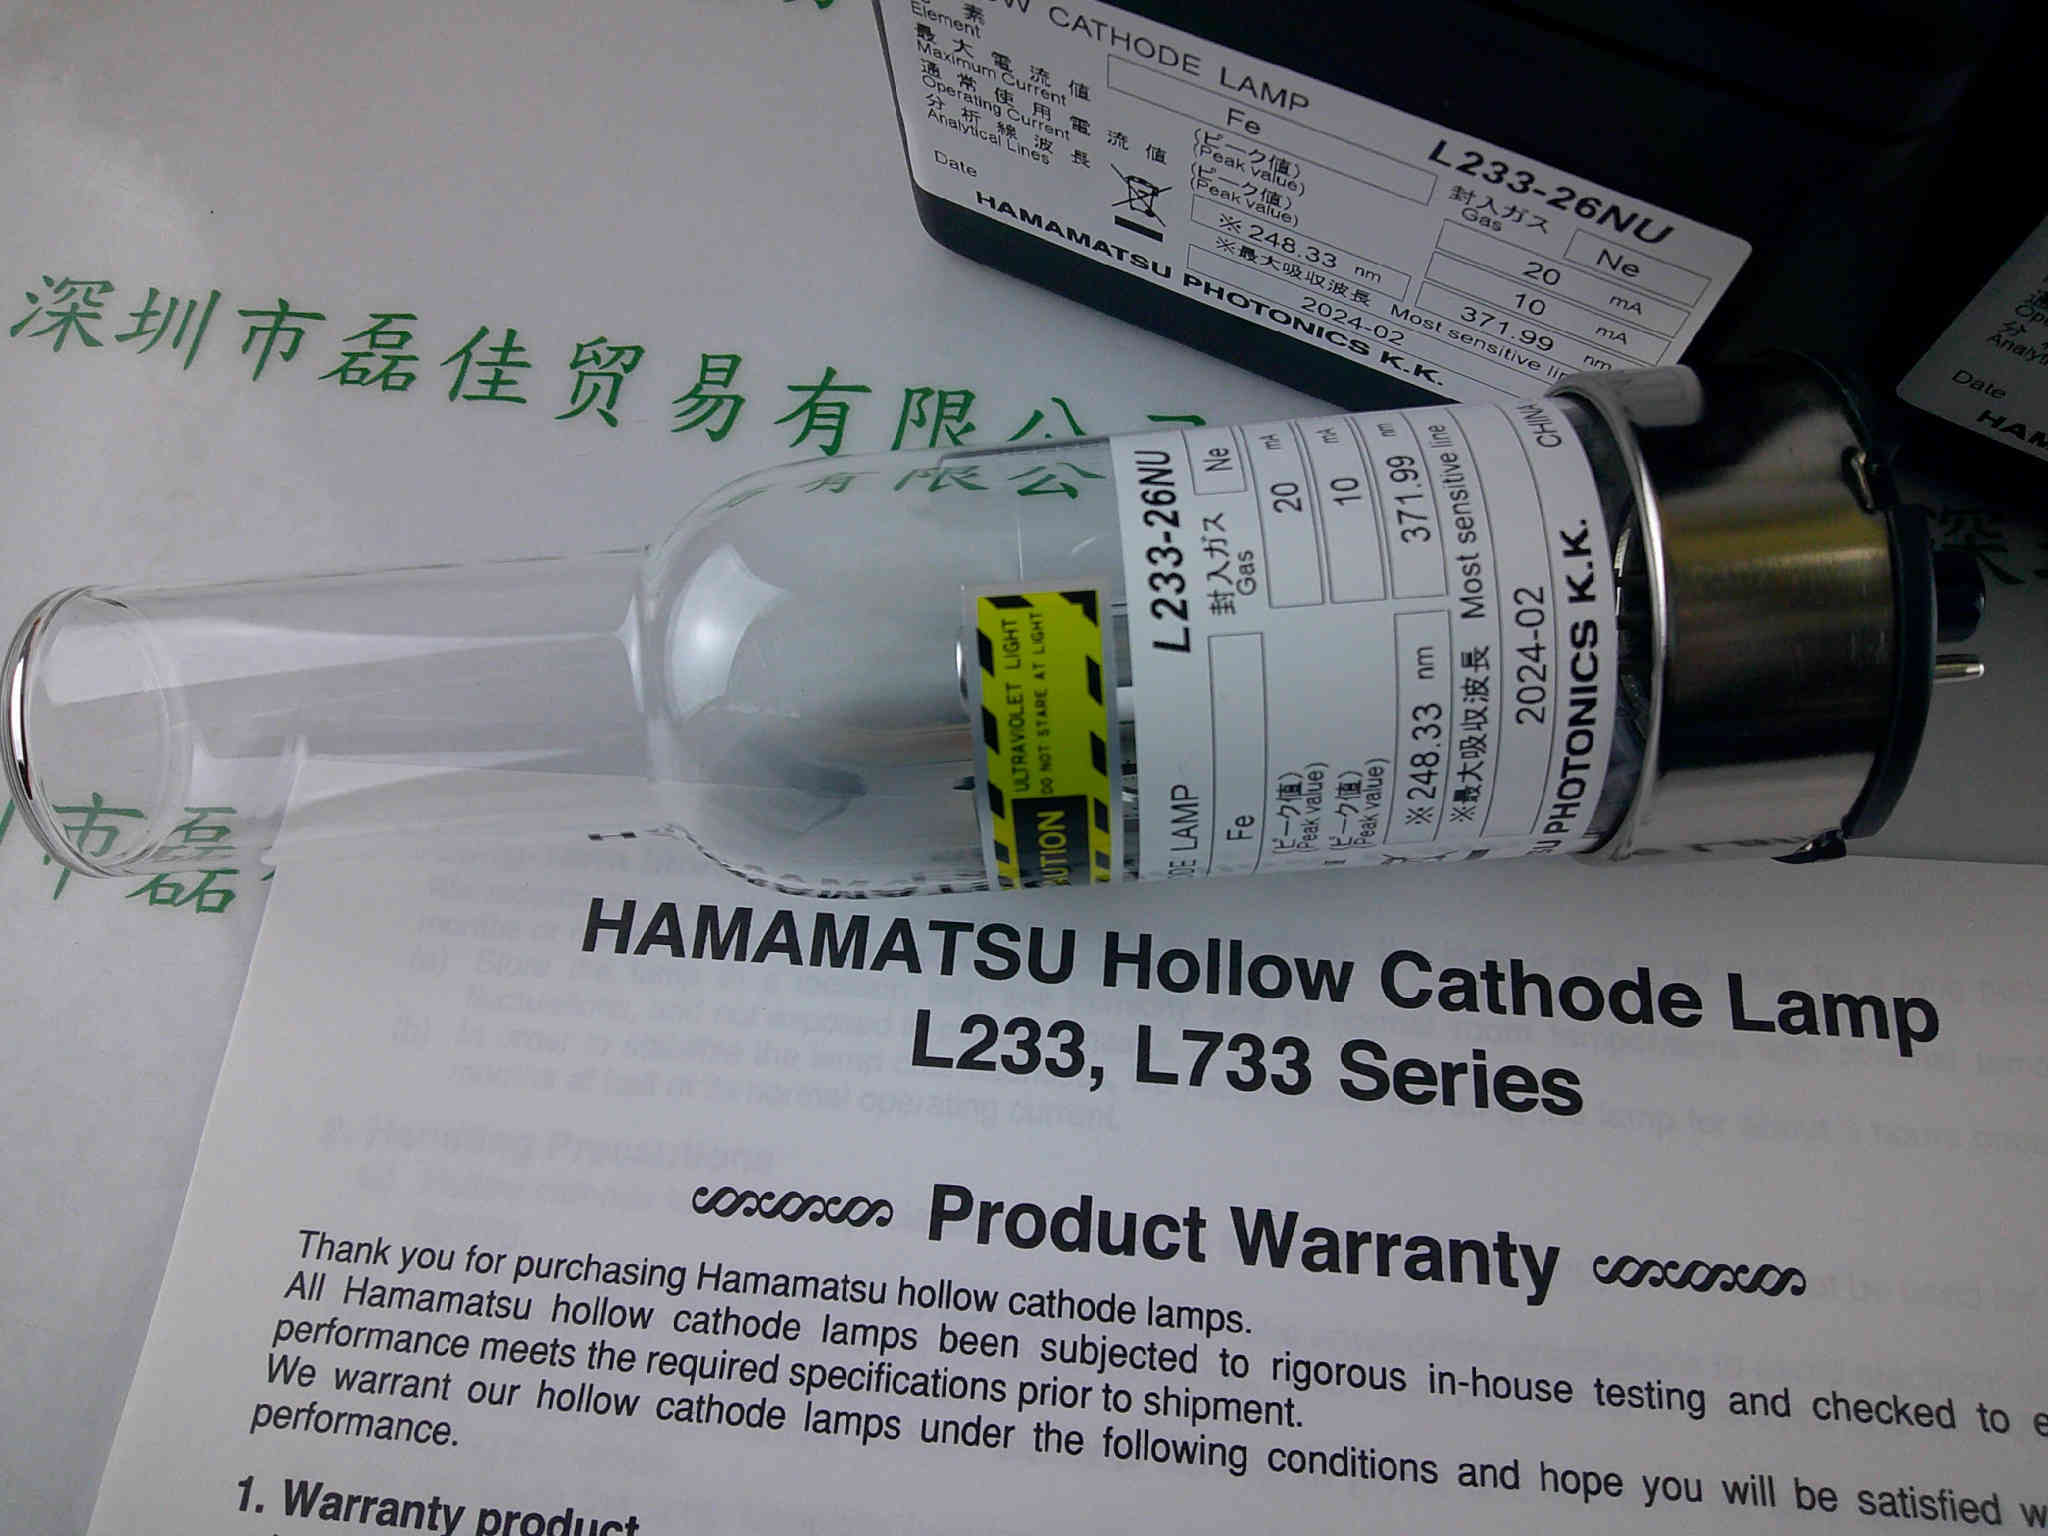 CATHODE LAMP
素
Element
Fe
L233-26NU
最大電流値
Maximum Current
(ピーク値)
(Peak value)
封入ガス
Gas
Ne
通常使用電流値
Operating Current
(ピーク値)
(Peak value)
20 mA
10 mA
分析線波長
Analytical Lines
※248.33 nm
371.99 nm
※最大吸収波長 Most sensitive line
Date
2024-02
HAMAMATSU PHOTONICS K.K.
Date
深圳市磊佳贸易有限公
有限公
市磊
L233-26NU
LAMP
Fe
封入ガス
Gas
Ne
(ピーク値)
(Peak value)
20 mA
(ピーク値)
(Peak value)
10 mA
※248.33 nm
371.99 nm
※最大吸収波長 Most sensitive line
2024-02
CHINA
PHOTONICS K.K.
ULTRAVIOLET LIGHT
DO NOT STARE AT LIGHT
HAMAMATSU Hollow Cathode Lamp
L233, L733 Series
Product Warranty
Thank you for purchasing Hamamatsu hollow cathode lamps.
All Hamamatsu hollow cathode lamps been subjected to rigorous in-house testing and checked to
performance meets the required specifications prior to shipment.
We warrant our hollow cathode lamps under the following conditions and hope you will be satisfied
performance.
1. Warranty product